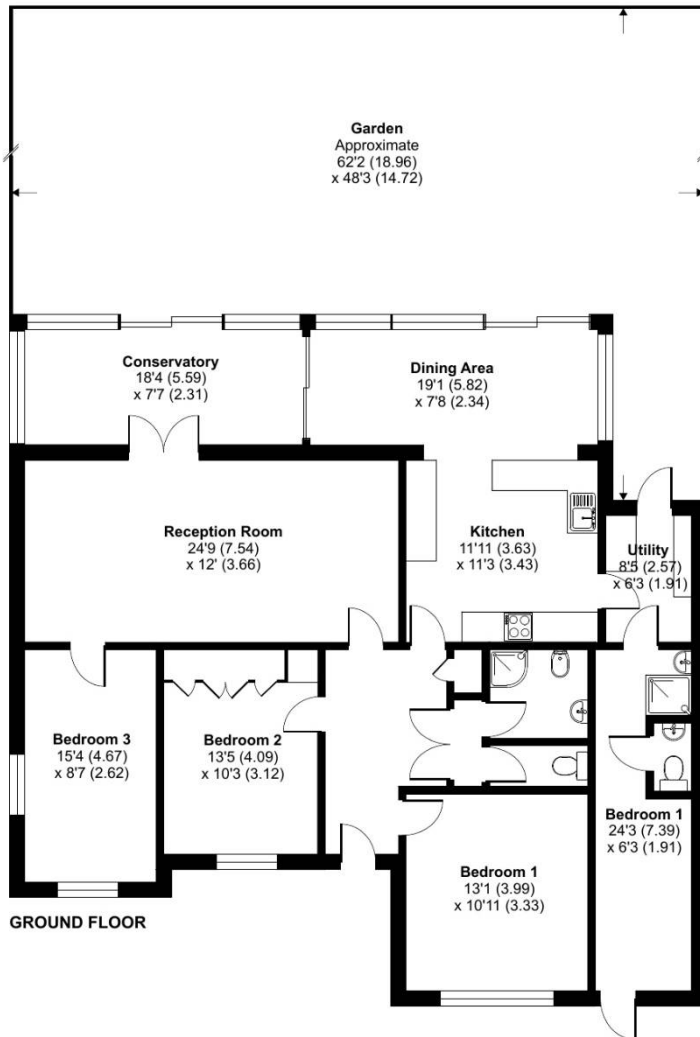 Garden
Approximate
62'2 (18.96)
x 48'3 (14.72)
Conservatory
18'4 (5.59)
x 7'7 (2.31)
Dining Area
19'1 (5.82)
x 7'8 (2.34)
Reception Room
24'9 (7.54)
x 12' (3.66)
Kitchen
11'11 (3.63)
x 11'3 (3.43)
Utility
8'5 (2.57)
x 6'3 (1.91)
Bedroom 3
15'4 (4.67)
x 8'7 (2.62)
Bedroom 2
13'5 (4.09)
x 10'3 (3.12)
Bedroom 1
13'1 (3.99)
x 10'11 (3.33)
Bedroom 1
24'3 (7.39)
x 6'3 (1.91)
GROUND FLOOR